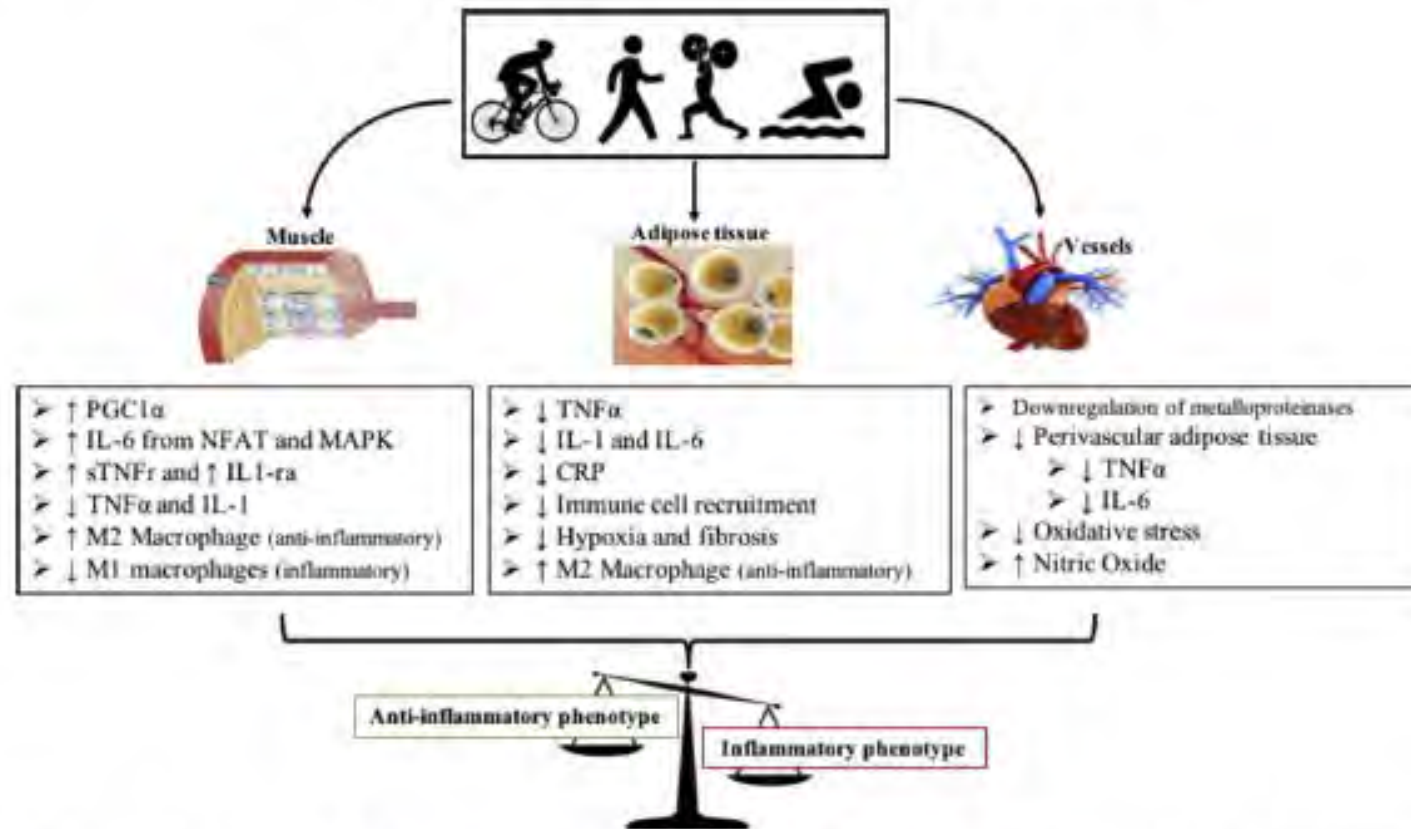 Muscle
Adipose tissue
Vessels
➢ ↑ PGC1α
➢ ↑ IL-6 from NFAT and MAPK
➢ ↑ sTNFr and ↑ IL1-ra
➢ ↓ TNFα and IL-1
➢ ↑ M2 Macrophage (anti-inflammatory)
➢ ↓ M1 macrophages (inflammatory)
➢ ↓ TNFα
➢ ↓ IL-1 and IL-6
➢ ↓ CRP
➢ ↓ Immune cell recruitment
➢ ↓ Hypoxia and fibrosis
➢ ↑ M2 Macrophage (anti-inflammatory)
➢ Downregulation of metalloproteinases
➢ ↓ Perivascular adipose tissue
➢ ↓ TNFα
➢ ↓ IL-6
➢ ↓ Oxidative stress
➢ ↑ Nitric Oxide
Anti-inflammatory phenotype
Inflammatory phenotype